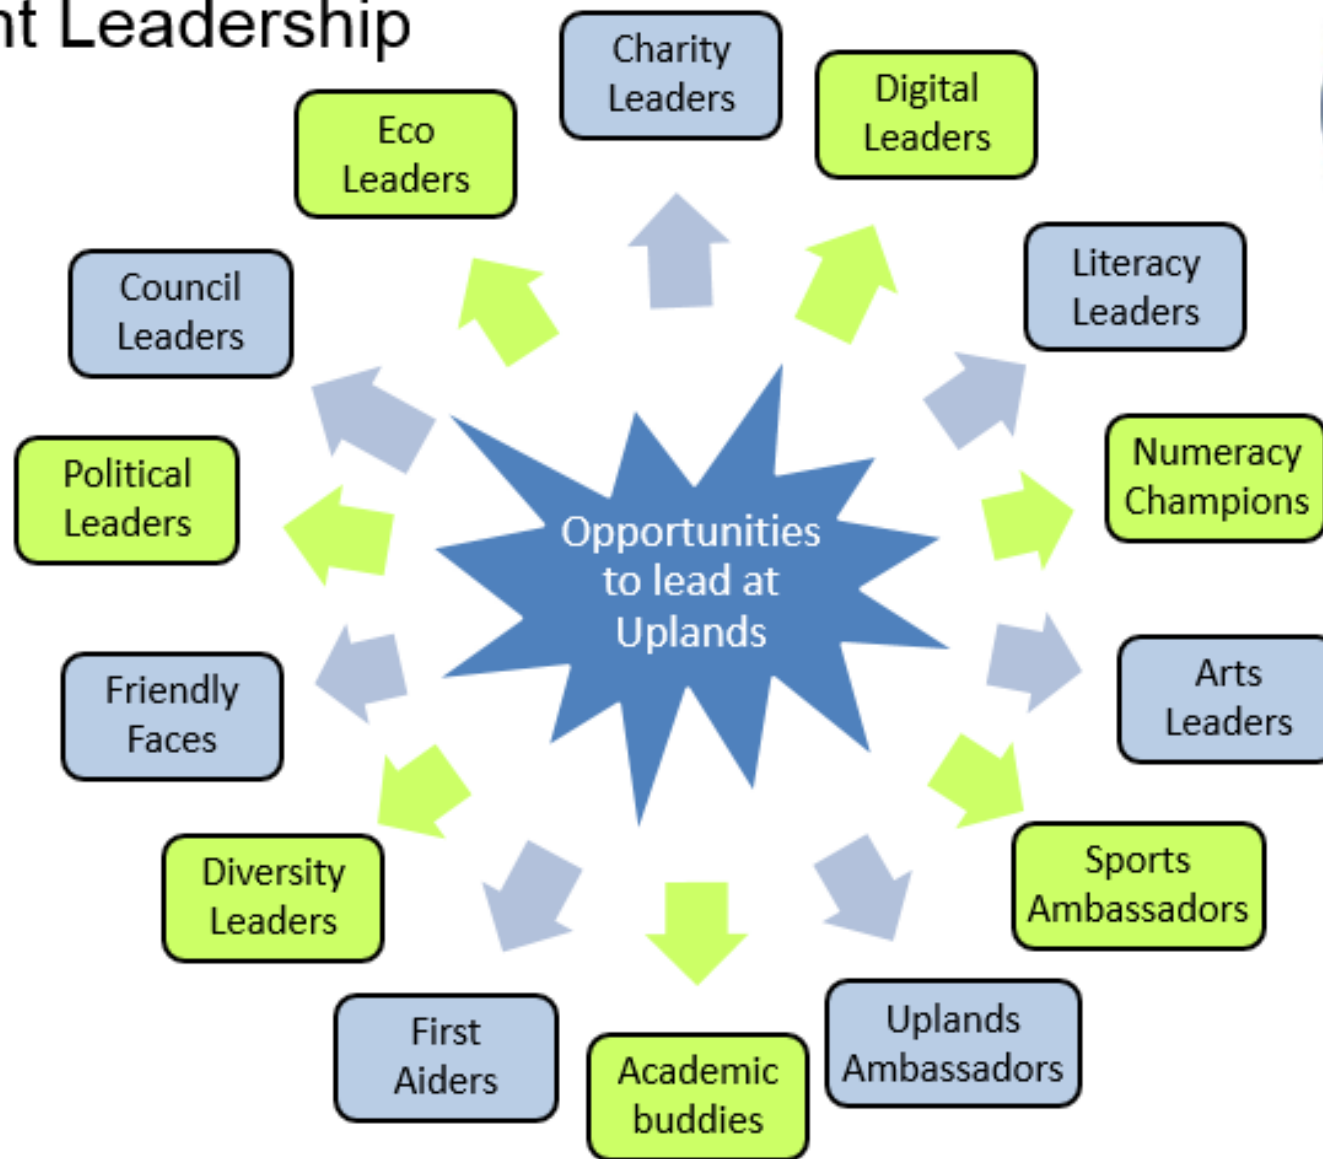 nt Leadership
Charity
Leaders
Digital
Leaders
Eco
Leaders
Literacy
Leaders
Council
Leaders
Numeracy
Champions
Political
Leaders
Opportunities
to lead at
Uplands
Arts
Leaders
Friendly
Faces
Sports
Ambassadors
Diversity
Leaders
Uplands
Ambassadors
First
Aiders
Academic
buddies